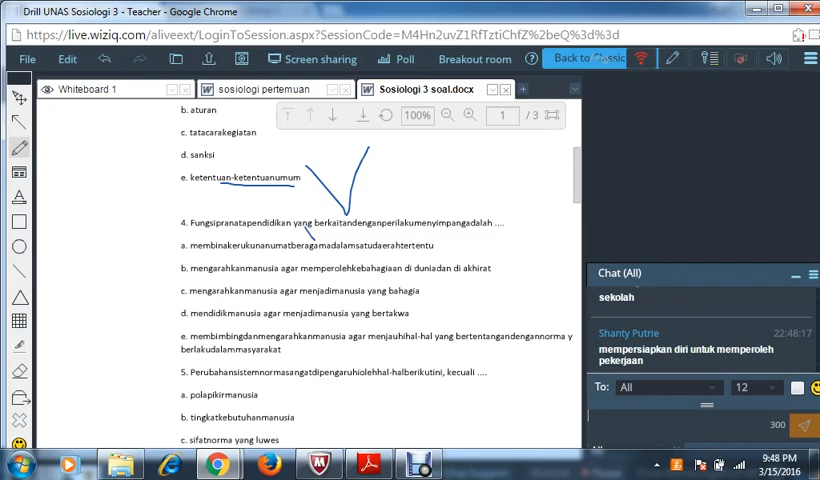 Drill UNAS Sosiologi 3 - Teacher - Google Chrome
https://live.wiziq.com/aliveext/LoginToSession.aspx?SessionCode=M4Hn2uvZ1RfTztiChfZ%2beQ%3d%3d
File Edit Screen sharing Poll Breakout room Back to Classic
Whiteboard 1 sosiologi pertemuan Sosiologi 3 soal.docx
100% 1 / 3
b. aturan
c. tatacarakegiatan
d. sanksi
e. ketentuan-ketentuanumum
4. Fungsipranatapendidikan yang berkaitandenganperilakumenyimpangadalah ....
a. membinakerukunanumatberagamadalamsatudaerahtertentu
b. mengarahkanmanusia agar memperolehkebahagiaan di duniadan di akhirat
c. mengarahkanmanusia agar menjadimanusia yang bahagia
d. mendidikmanusia agar menjadimanusia yang bertakwa
e. membimbingdanmengarahkanmanusia agar menjauhihal-hal yang bertentangandengannorma y
berlakudalammasyarakat
5. Perubahansistemnormasangatdipengaruhiolehhal-halberikutini, kecuali ....
a. polapikirmanusia
b. tingkatkebutuhanmanusia
c. sifatnorma yang luwes
Chat (All)
sekolah
Shanty Putrie 22:48:17
mempersiapkan diri untuk memperoleh
pekerjaan
To: All 12
300
9:48 PM
3/15/2016